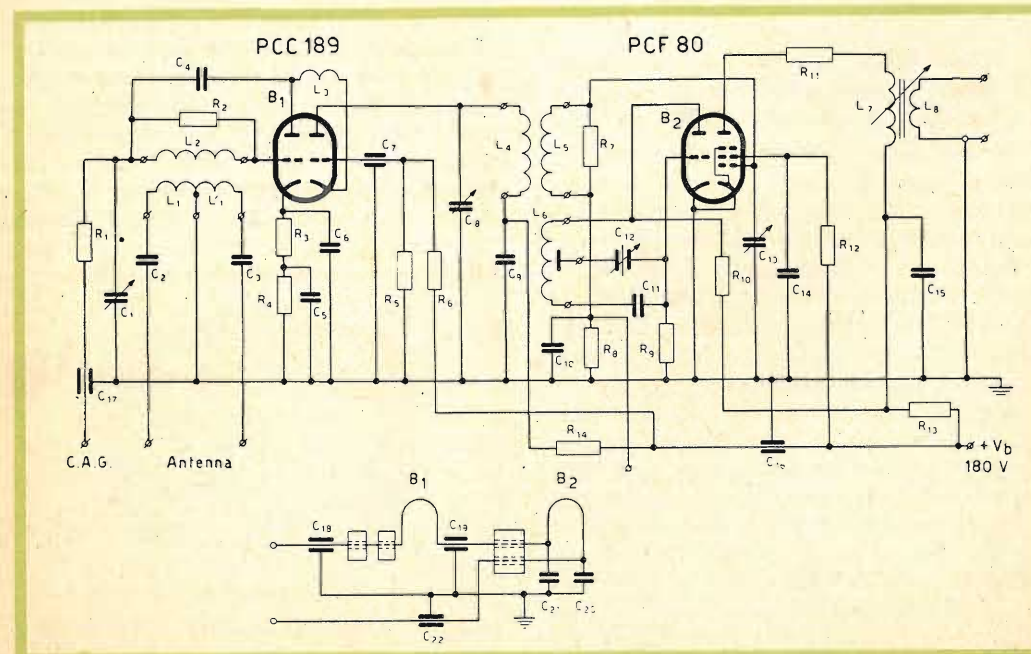 PCC 189
PCF 80
C4
R2
B1
L3
L2
L1
L'1
R1
C1
C2
C3
R3
R4
C6
C5
C7
R5
R6
C8
L4
L5
R7
C9
L6
C12
C11
C10
R8
R9
B2
R10
C13
C14
R12
R11
L7
L8
C15
R13
R14
C17
C.A.G.
Antenna
+ Vb
180 V
B1
B2
C18
C19
C21
C22